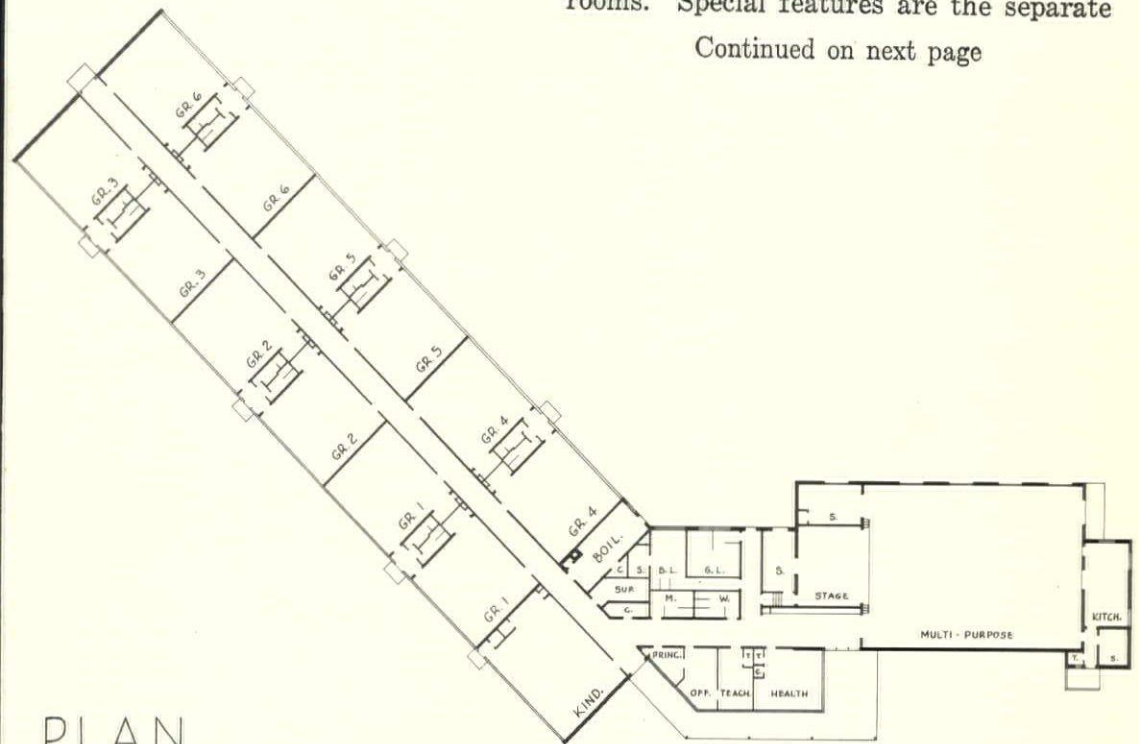 rooms. Special features are the separate
Continued on next page
GR. 6
GR. 6
GR. 3
GR. 5
GR. 3
GR. 5
GR. 2
GR. 4
GR. 2
GR. 4
GR. 1
BOIL.
GR. 1
KIND.
S.
C. S. B.L. G.L. S.
SUP.
C. M. W.
STAGE
KITCH.
MULTI-PURPOSE
T. S.
PRINC. T. T.
C.
OFF. TEACH. HEALTH
PLAN